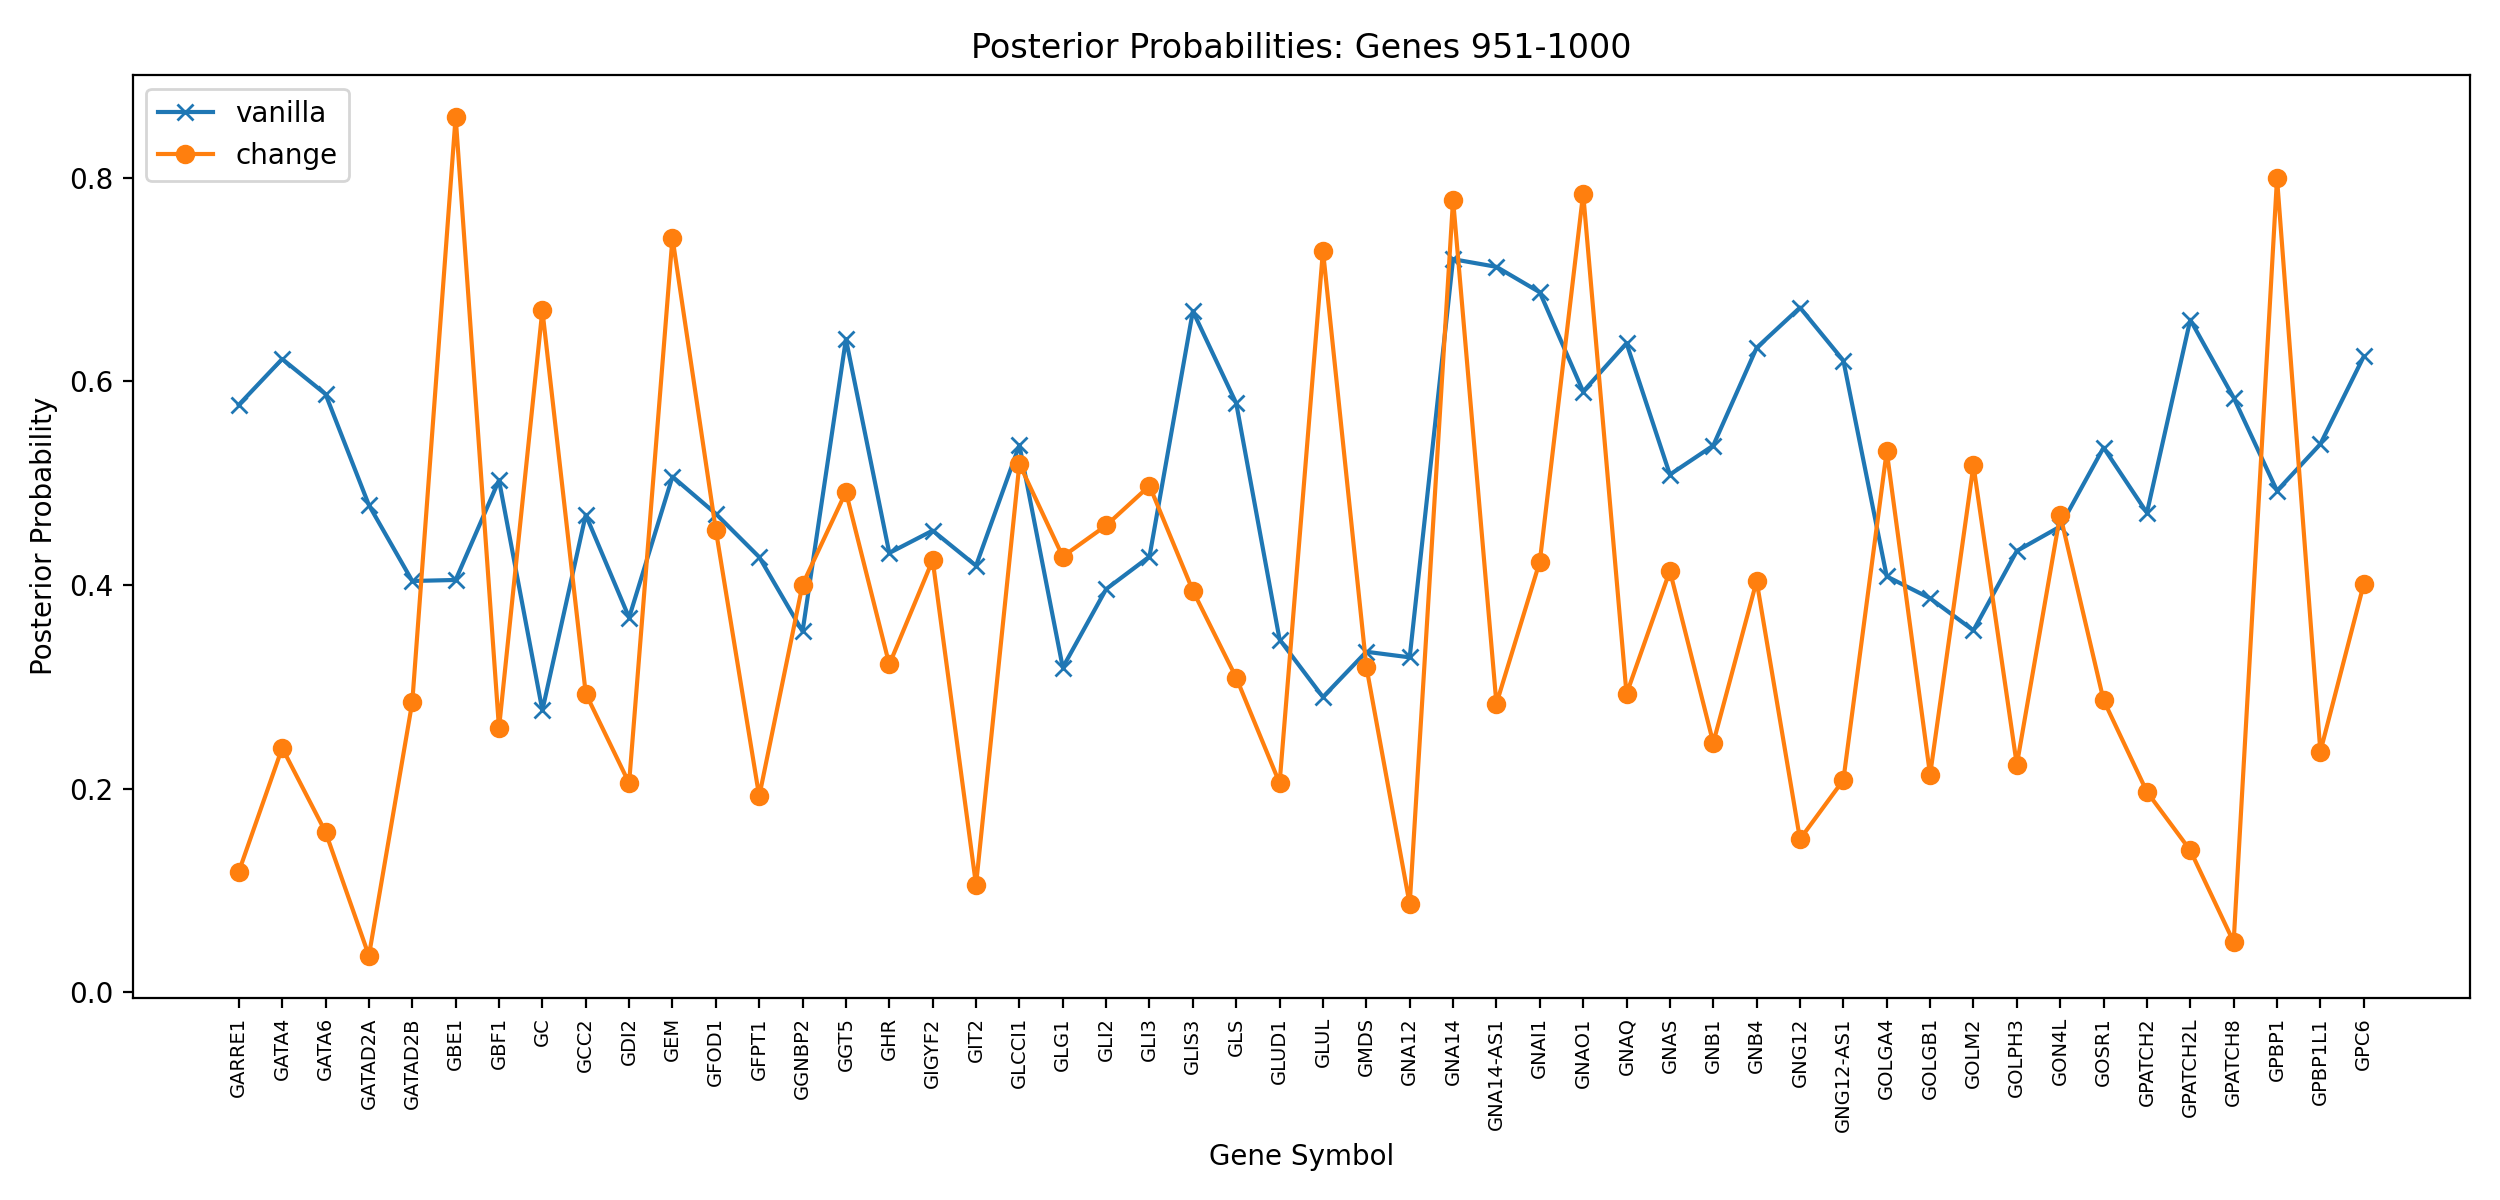 Posterior Probabilities: Genes 951-1000
vanilla
change
Posterior Probability
0.8
0.6
0.4
0.2
0.0
GARRE1
GATA4
GATA6
GATAD2A
GATAD2B
GBE1
GBF1
GC
GCC2
GDI2
GEM
GFOD1
GFPT1
GGNBP2
GGT5
GHR
GIGYF2
GIT2
GLCCI1
GLG1
GLI2
GLI3
GLIS3
GLS
GLUD1
GLUL
GMDS
GNA12
GNA14
GNA14-AS1
GNAI1
GNAO1
GNAQ
GNAS
GNB1
GNB4
GNG12
GNG12-AS1
GOLGA4
GOLGB1
GOLM2
GOLPH3
GON4L
GOSR1
GPATCH2
GPATCH2L
GPATCH8
GPBP1
GPBP1L1
GPC6
Gene Symbol